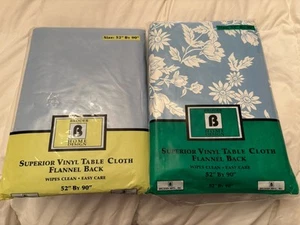 Size: 52" By 90"
B
HOME
SUPERIOR VINYL TABLE CLOTH
FLANNEL BACK
WIPES CLEAN • EASY CARE
52" BY 90"
B
HOME
SUPERIOR VINYL TABLE CLOTH
FLANNEL BACK
WIPES CLEAN • EASY CARE
52" BY 90"